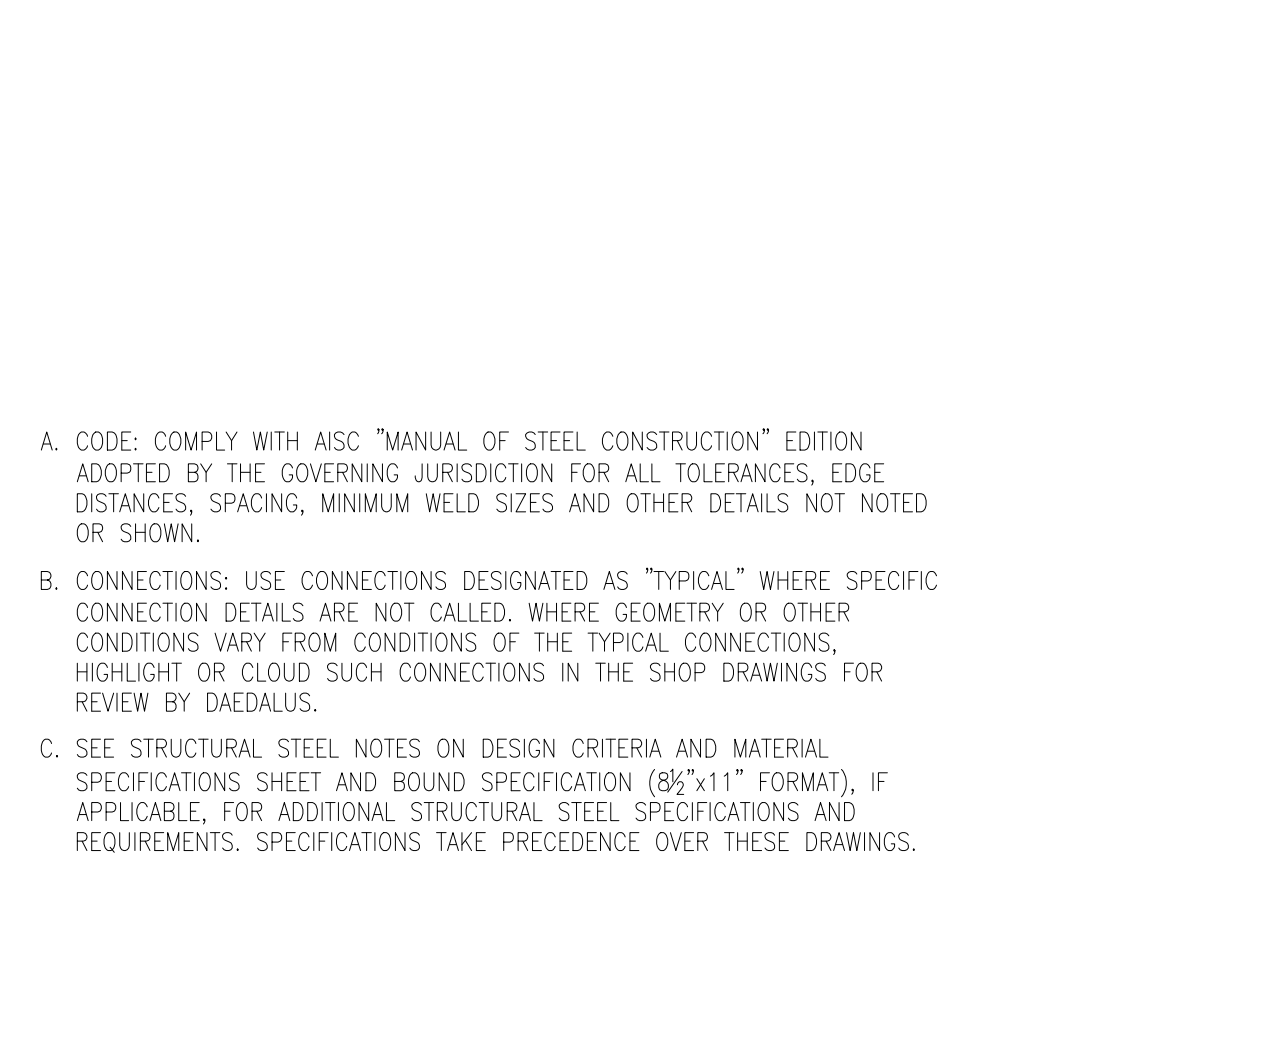 A. CODE: COMPLY WITH AISC "MANUAL OF STEEL CONSTRUCTION" EDITION
ADOPTED BY THE GOVERNING JURISDICTION FOR ALL TOLERANCES, EDGE
DISTANCES, SPACING, MINIMUM WELD SIZES AND OTHER DETAILS NOT NOTED
OR SHOWN.
B. CONNECTIONS: USE CONNECTIONS DESIGNATED AS "TYPICAL" WHERE SPECIFIC
CONNECTION DETAILS ARE NOT CALLED. WHERE GEOMETRY OR OTHER
CONDITIONS VARY FROM CONDITIONS OF THE TYPICAL CONNECTIONS,
HIGHLIGHT OR CLOUD SUCH CONNECTIONS IN THE SHOP DRAWINGS FOR
REVIEW BY DAEDALUS.
C. SEE STRUCTURAL STEEL NOTES ON DESIGN CRITERIA AND MATERIAL
SPECIFICATIONS SHEET AND BOUND SPECIFICATION (8½"x11" FORMAT), IF
APPLICABLE, FOR ADDITIONAL STRUCTURAL STEEL SPECIFICATIONS AND
REQUIREMENTS. SPECIFICATIONS TAKE PRECEDENCE OVER THESE DRAWINGS.